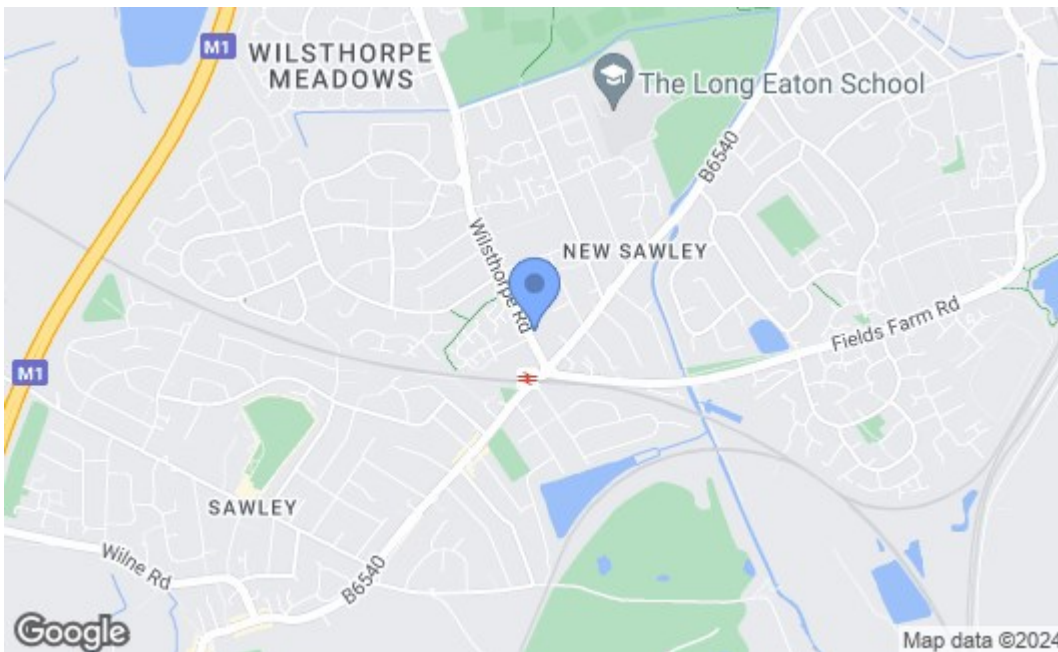 M1
WILSTHORPE
MEADOWS
The Long Eaton School
B6540
Wilsthorpe Rd
NEW SAWLEY
Fields Farm Rd
M1
SAWLEY
Wilne Rd
B6540
Google
Map data ©2024